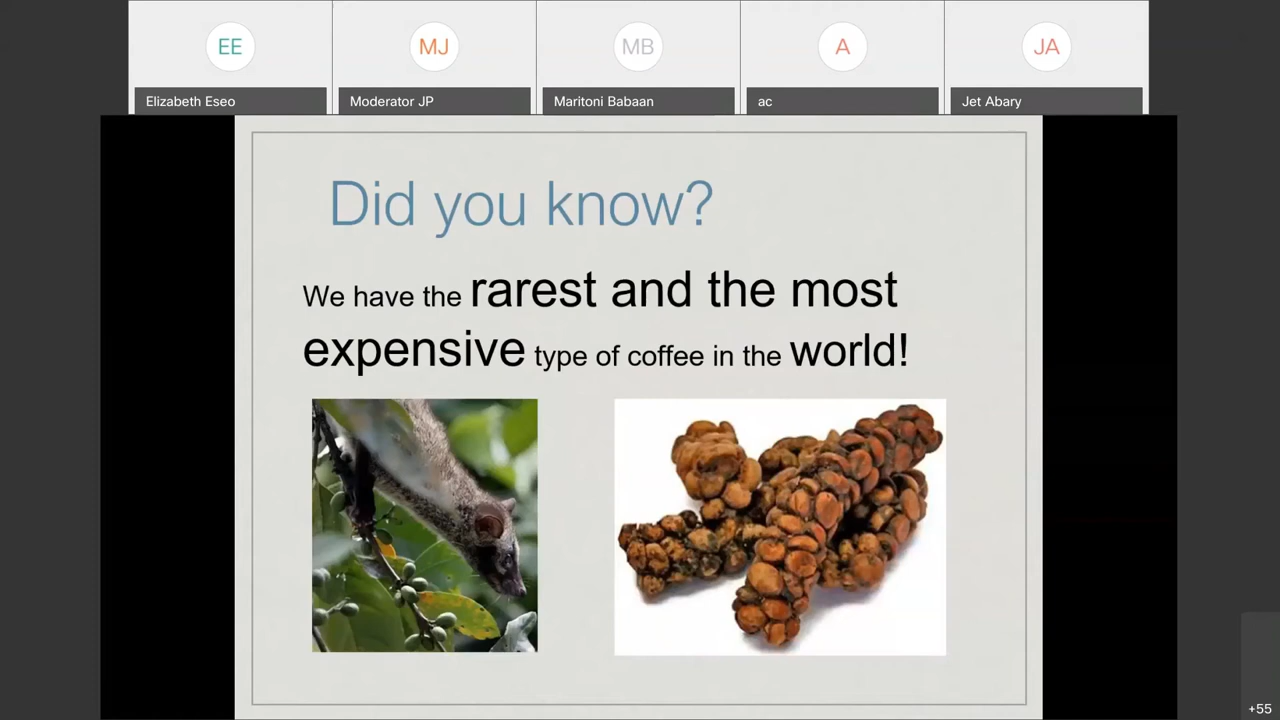 EE
MJ
MB
A
JA
Elizabeth Eseo
Moderator JP
Maritoni Babaan
ac
Jet Abary
Did you know?
We have the rarest and the most
expensive type of coffee in the world!
+55